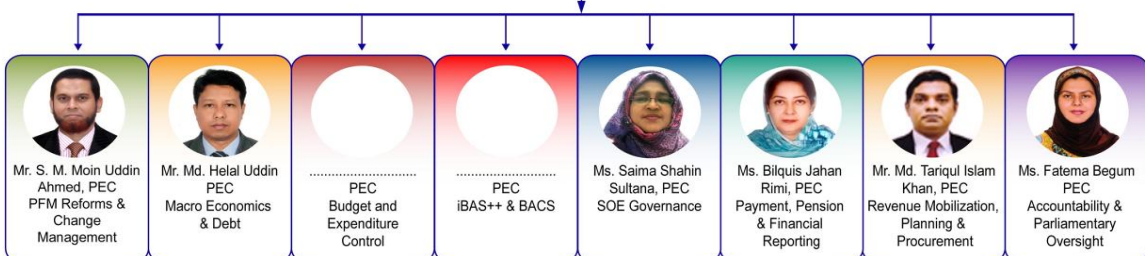 Mr. S. M. Moin Uddin
Ahmed, PEC
PFM Reforms &
Change
Management
Mr. Md. Helal Uddin
PEC
Macro Economics
& Debt
................................
PEC
Budget and
Expenditure
Control
................................
PEC
iBAS++ & BACS
Ms. Saima Shahin
Sultana, PEC
SOE Governance
Ms. Bilquis Jahan
Rimi, PEC
Payment, Pension
& Financial
Reporting
Mr. Md. Tariqul Islam
Khan, PEC
Revenue Mobilization,
Planning &
Procurement
Ms. Fatema Begum
PEC
Accountability &
Parliamentary
Oversight